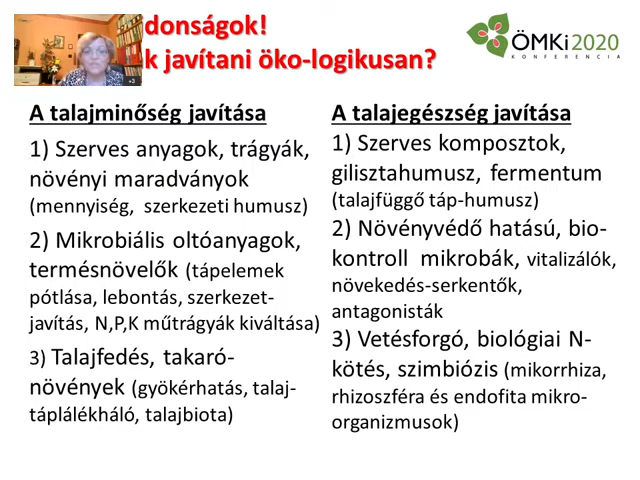 donságok!
k javítani öko-logikusan?
ÖMKi2020
KONFERENCIA
+3
A talajminőség javítása
1) Szerves anyagok, trágyák,
növényi maradványok
(mennyiség, szerkezeti humusz)
2) Mikrobiális oltóanyagok,
termésnövelők (tápelemek
pótlása, lebontás, szerkezet-
javítás, N,P,K műtrágyák kiváltása)
3) Talajfedés, takaró-
növények (gyökérhatás, talaj-
táplálékháló, talajbiota)
A talajegészség javítása
1) Szerves komposztok,
gilisztahumusz, fermentum
(talajfüggő táp-humusz)
2) Növényvédő hatású, bio-
kontroll mikrobák, vitalizálók,
növekedés-serkentők,
antagonisták
3) Vetésforgó, biológiai N-
kötés, szimbiózis (mikorrhiza,
rhizoszféra és endofita mikro-
organizmusok)